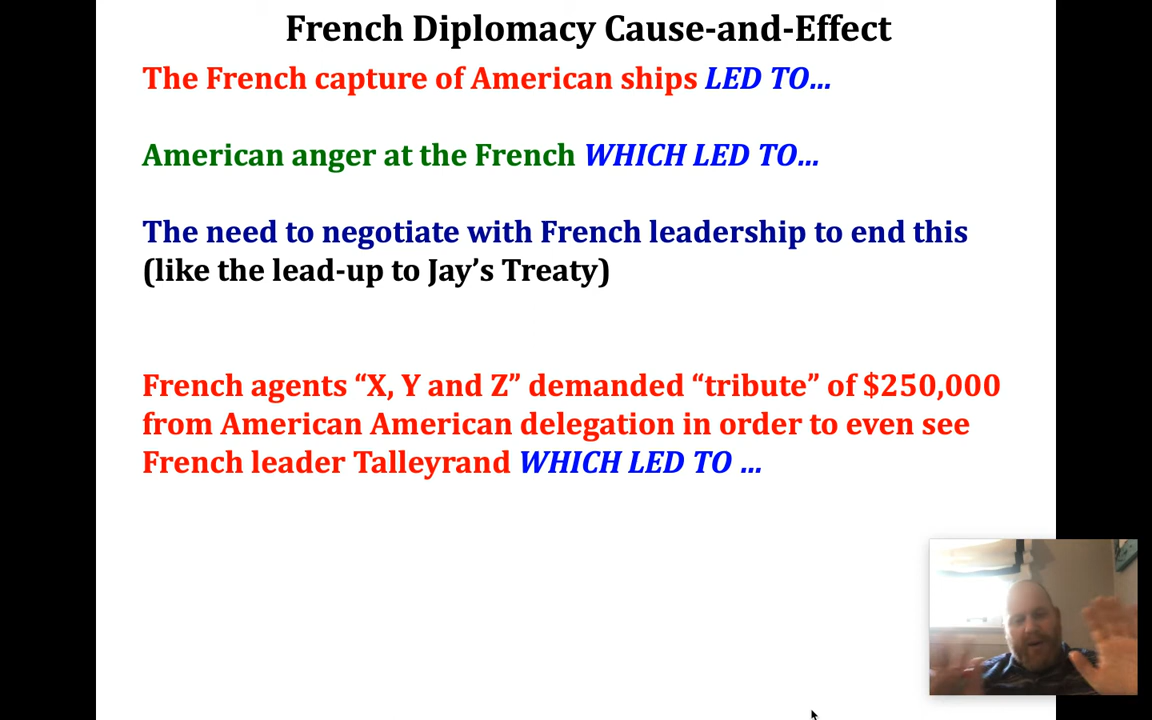 French Diplomacy Cause-and-Effect
The French capture of American ships LED TO...
American anger at the French WHICH LED TO...
The need to negotiate with French leadership to end this
(like the lead-up to Jay’s Treaty)
French agents “X, Y and Z” demanded “tribute” of $250,000
from American American delegation in order to even see
French leader Talleyrand WHICH LED TO ...